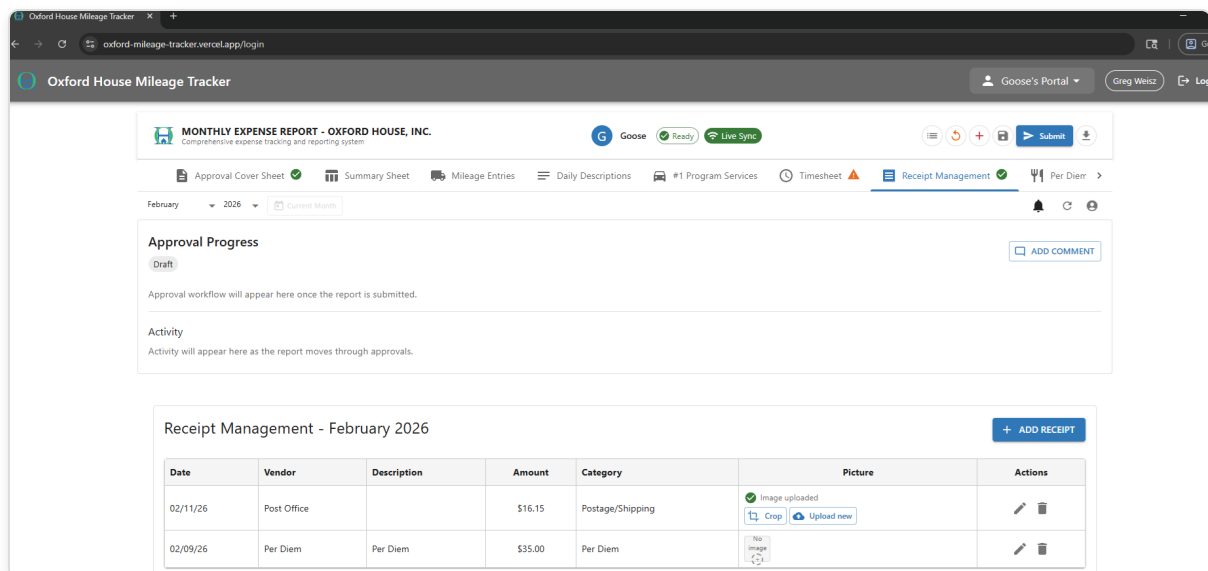 Oxford House Mileage Tracker
oxford-mileage-tracker.vercel.app/login
Oxford House Mileage Tracker
Goose's Portal
Greg Weisz
MONTHLY EXPENSE REPORT - OXFORD HOUSE, INC.
Comprehensive expense tracking and reporting system
G Goose Ready Live Sync
Submit
Approval Cover Sheet Summary Sheet Mileage Entries Daily Descriptions #1 Program Services Timesheet Receipt Management Per Diem
February 2026 Current Month
Approval Progress
ADD COMMENT
Draft
Approval workflow will appear here once the report is submitted.
Activity
Activity will appear here as the report moves through approvals.
Receipt Management - February 2026
+ ADD RECEIPT
Date Vendor Description Amount Category Picture Actions
02/11/26 Post Office $16.15 Postage/Shipping Image uploaded
Crop Upload new
02/09/26 Per Diem Per Diem $35.00 Per Diem No image